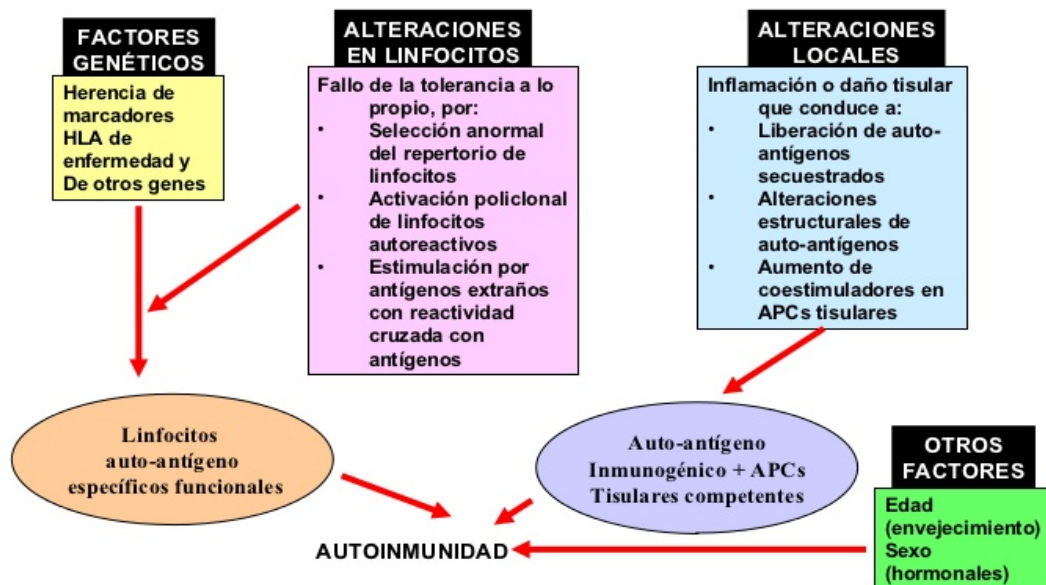 FACTORES
GENÉTICOS
Herencia de
marcadores
HLA de
enfermedad y
De otros genes
ALTERACIONES
EN LINFOCITOS
Fallo de la tolerancia a lo
propio, por:
• Selección anormal
del repertorio de
linfocitos
• Activación policlonal
de linfocitos
autoreactivos
• Estimulación por
antígenos extraños
con reactividad
cruzada con
antígenos
ALTERACIONES
LOCALES
Inflamación o daño tisular
que conduce a:
• Liberación de auto-
antígenos
secuestrados
• Alteraciones
estructurales de
auto-antígenos
• Aumento de
coestimuladores en
APCs tisulares
Linfocitos
auto-antígeno
específicos funcionales
Auto-antígeno
Inmunogénico + APCs
Tisulares competentes
OTROS
FACTORES
Edad
(envejecimiento)
Sexo
(hormonales)
AUTOINMUNIDAD